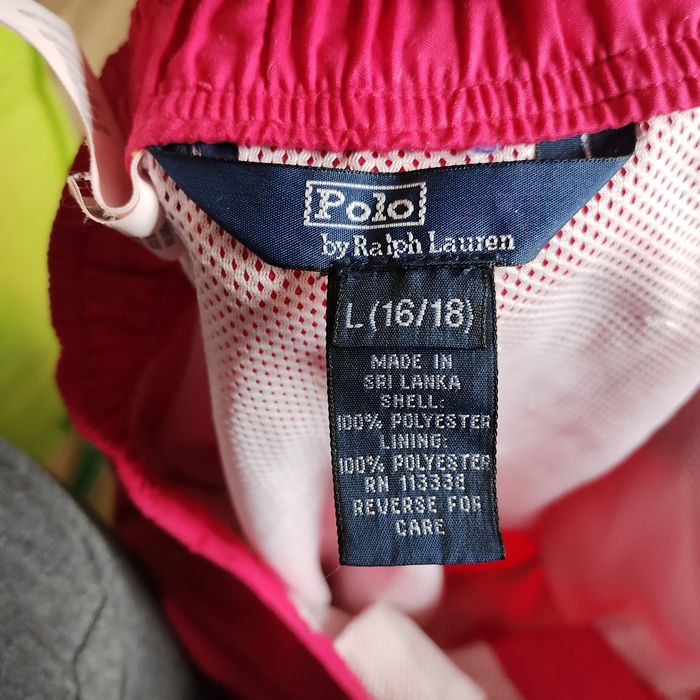 Polo
by Ralph Lauren
L (16/18)
MADE IN
SRI LANKA
SHELL:
100% POLYESTER
LINING:
100% POLYESTER
RN 113338
REVERSE FOR
CARE